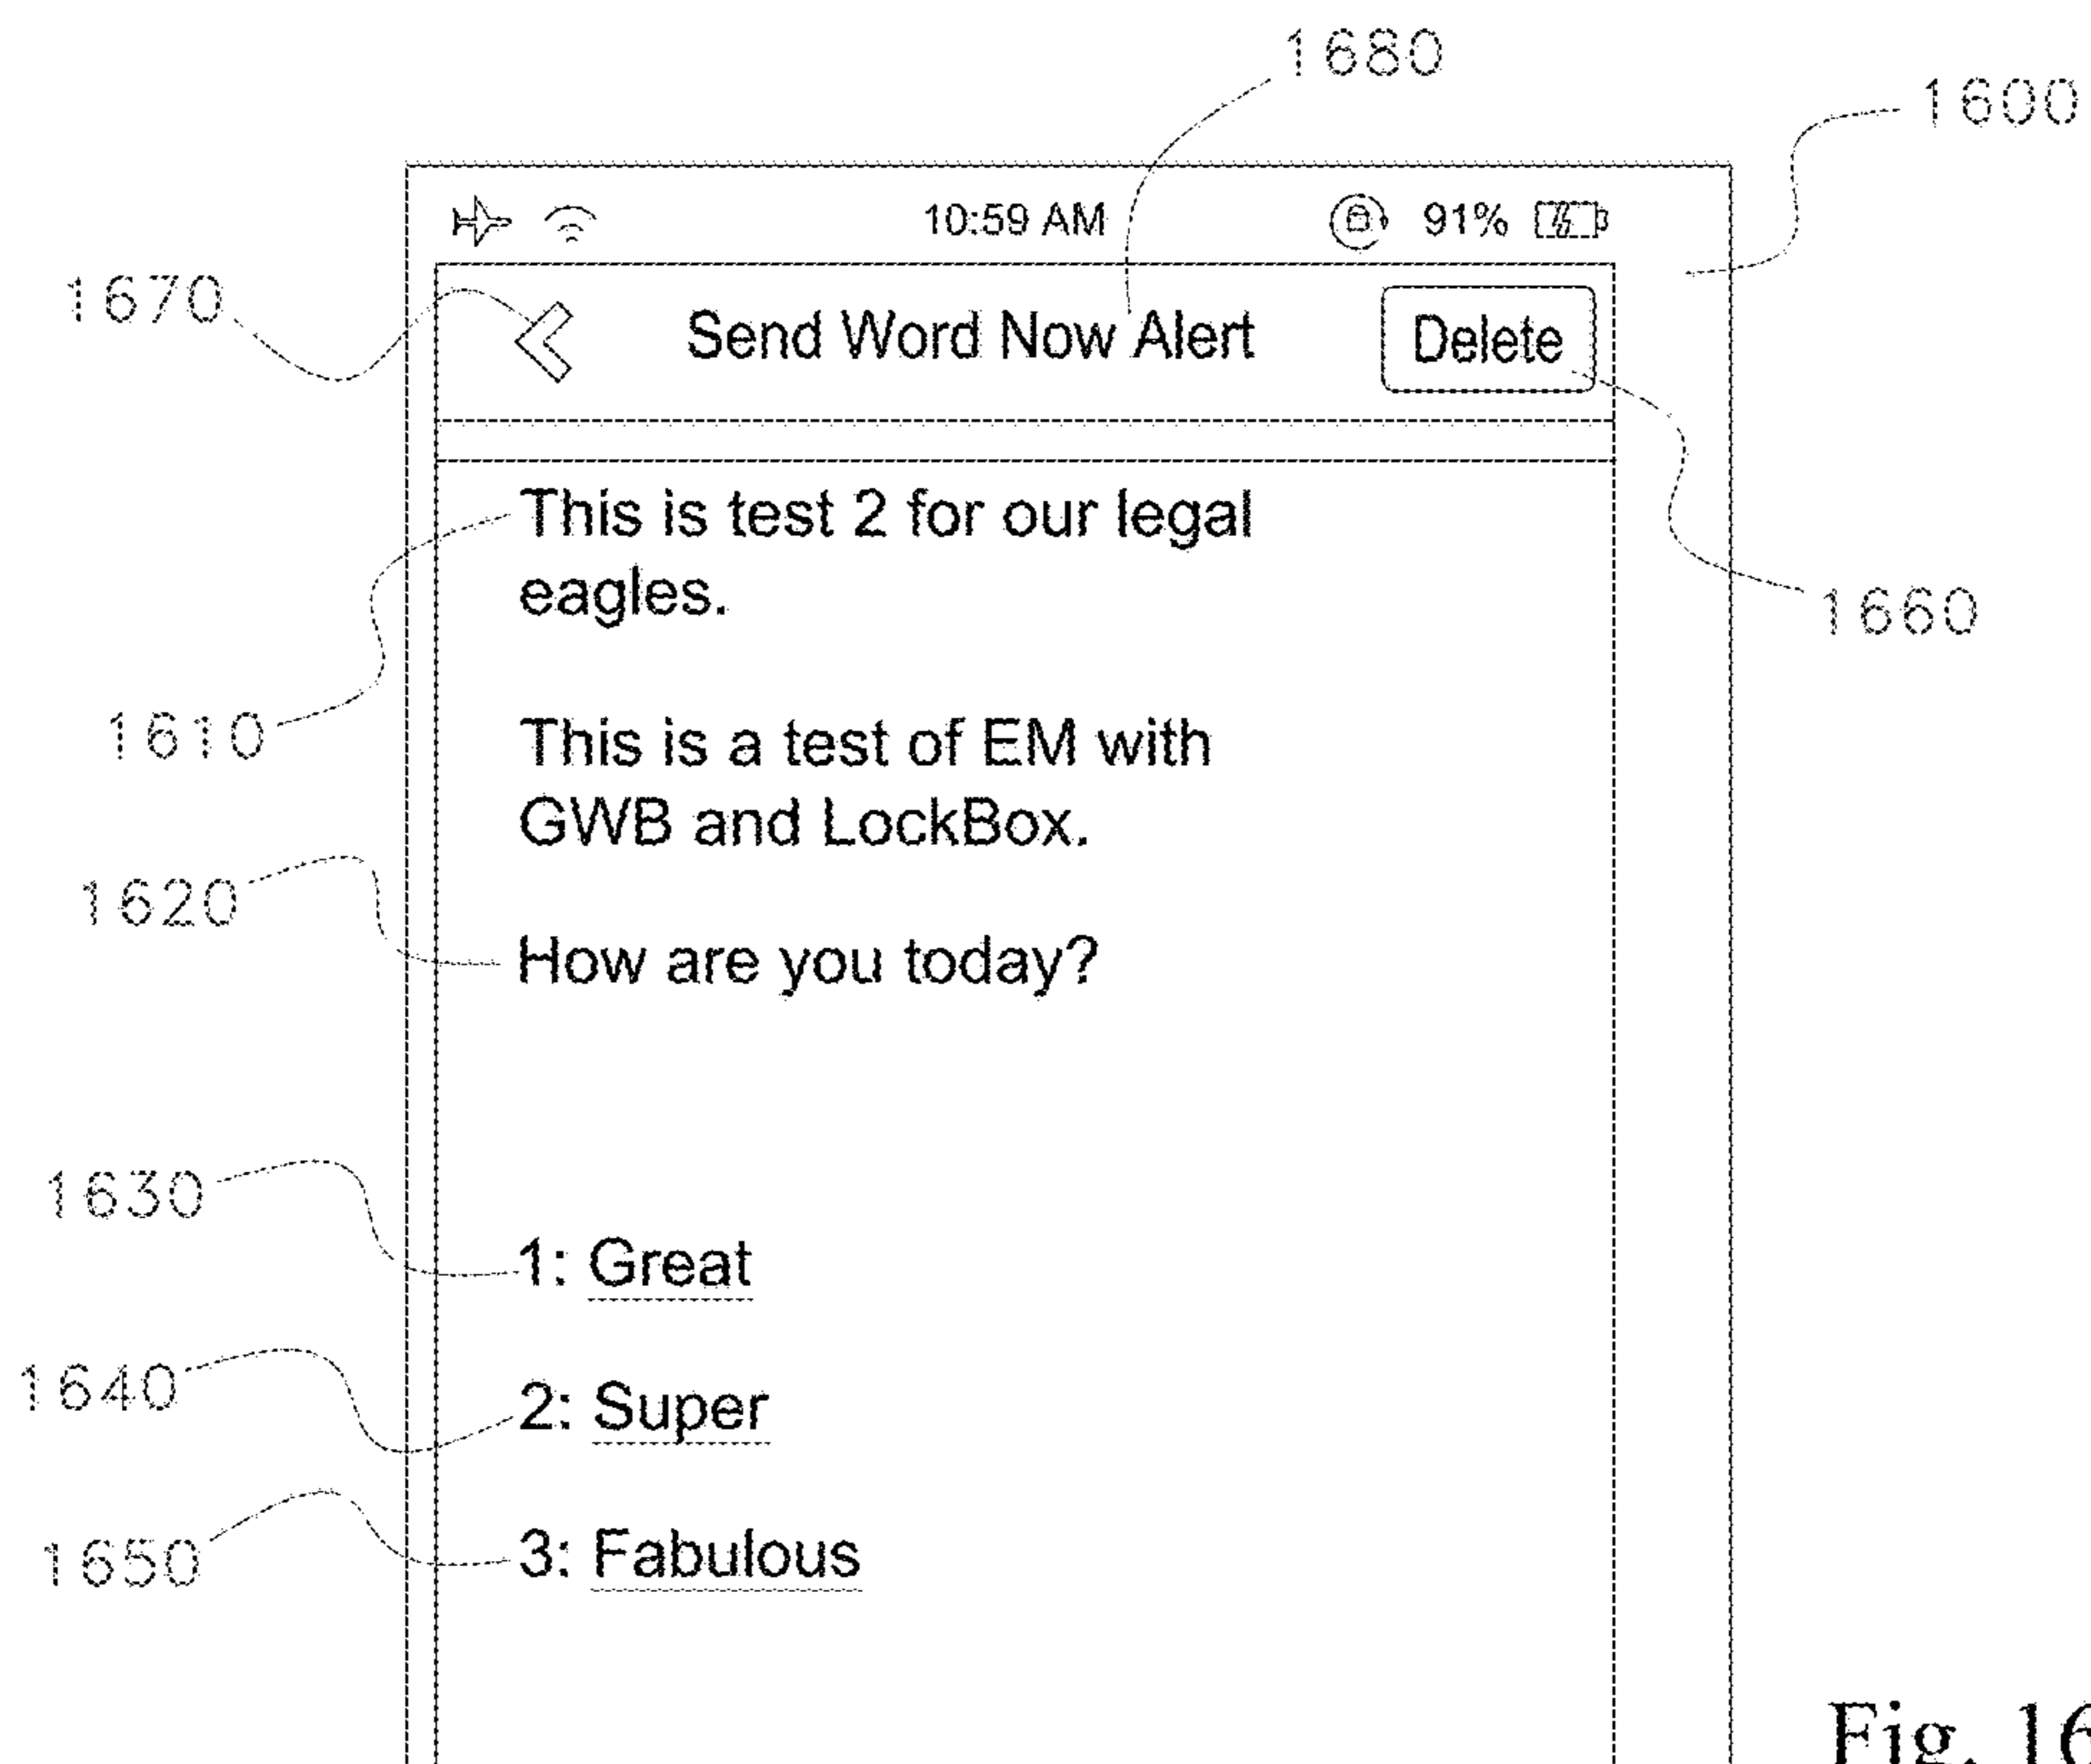 1680
1600
10:59 AM 91%
1670
Send Word Now Alert Delete
This is test 2 for our legal
eagles.
1660
1610
This is a test of EM with
GWB and LockBox.
1620
How are you today?
1630
1: Great
1640
2: Super
1650
3: Fabulous
Fig. 16